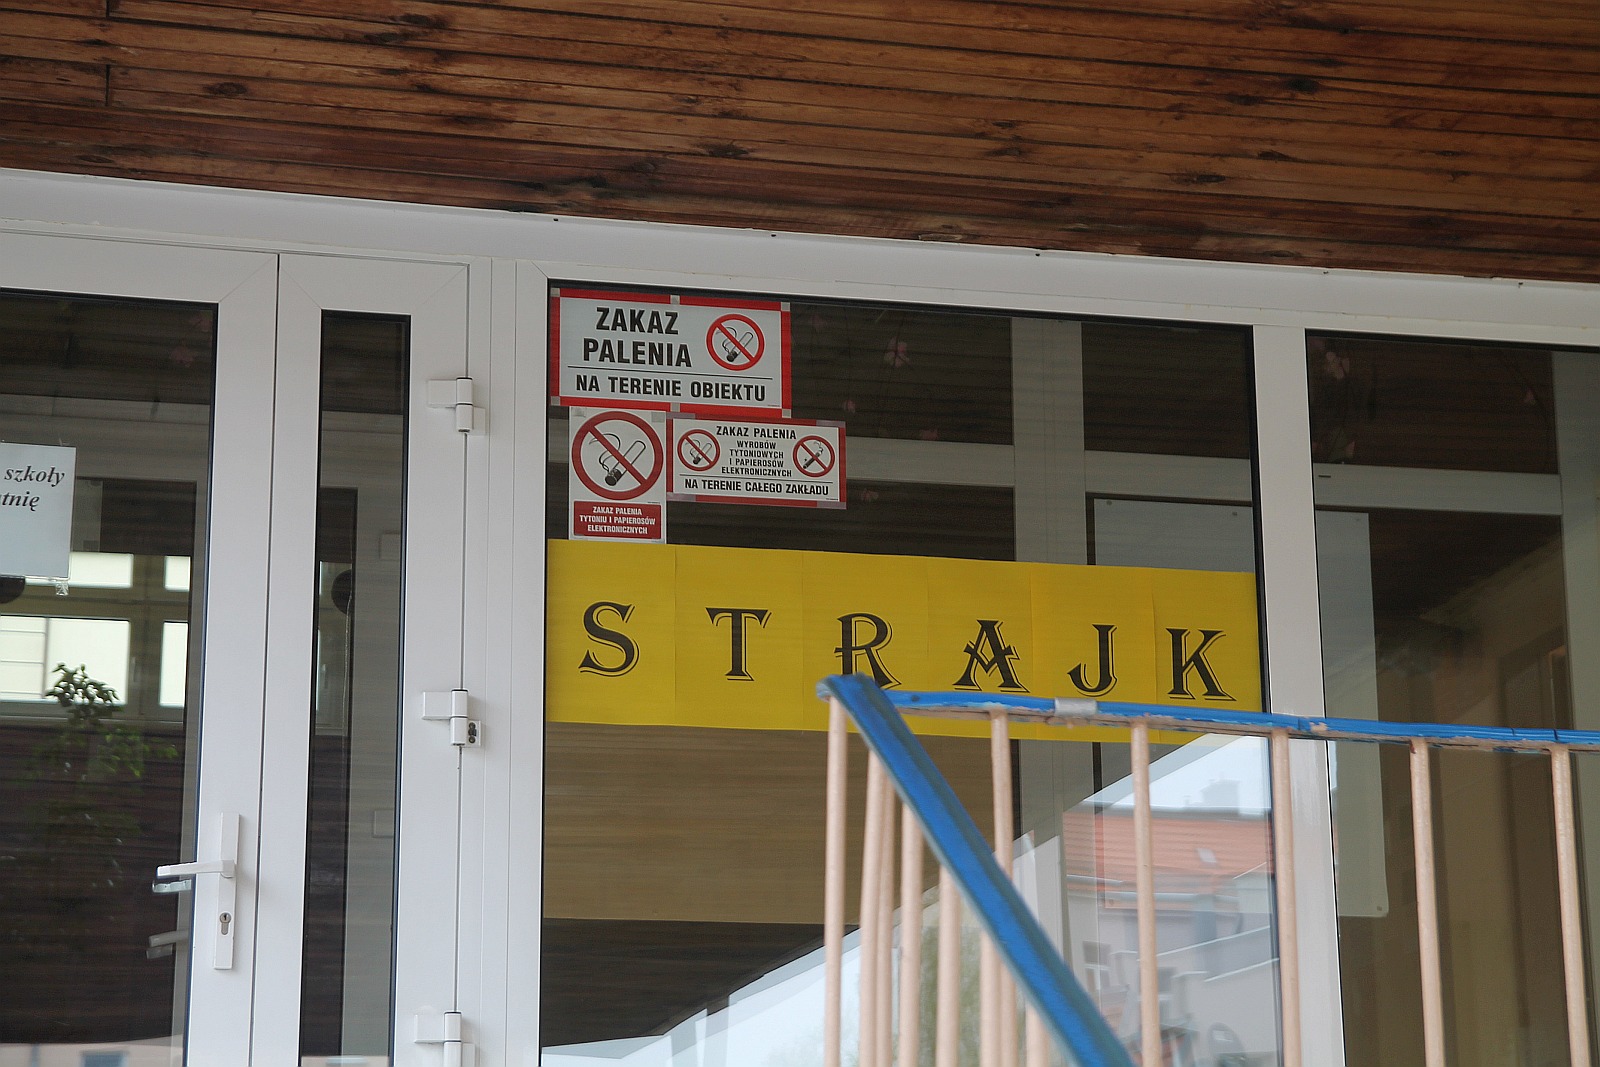 szkoły
ZAKAZ
PALENIA
NA TERENIE OBIEKTU
ZAKAZ PALENIA
WYROBÓW
TYTONIOWYCH
I PAPIEROSÓW
ELEKTRONICZNYCH
NA TERENIE CAŁEGO ZAKŁADU
ZAKAZ PALENIA
TYTONIU I PAPIEROSÓW
ELEKTRONICZNYCH
STRAJK